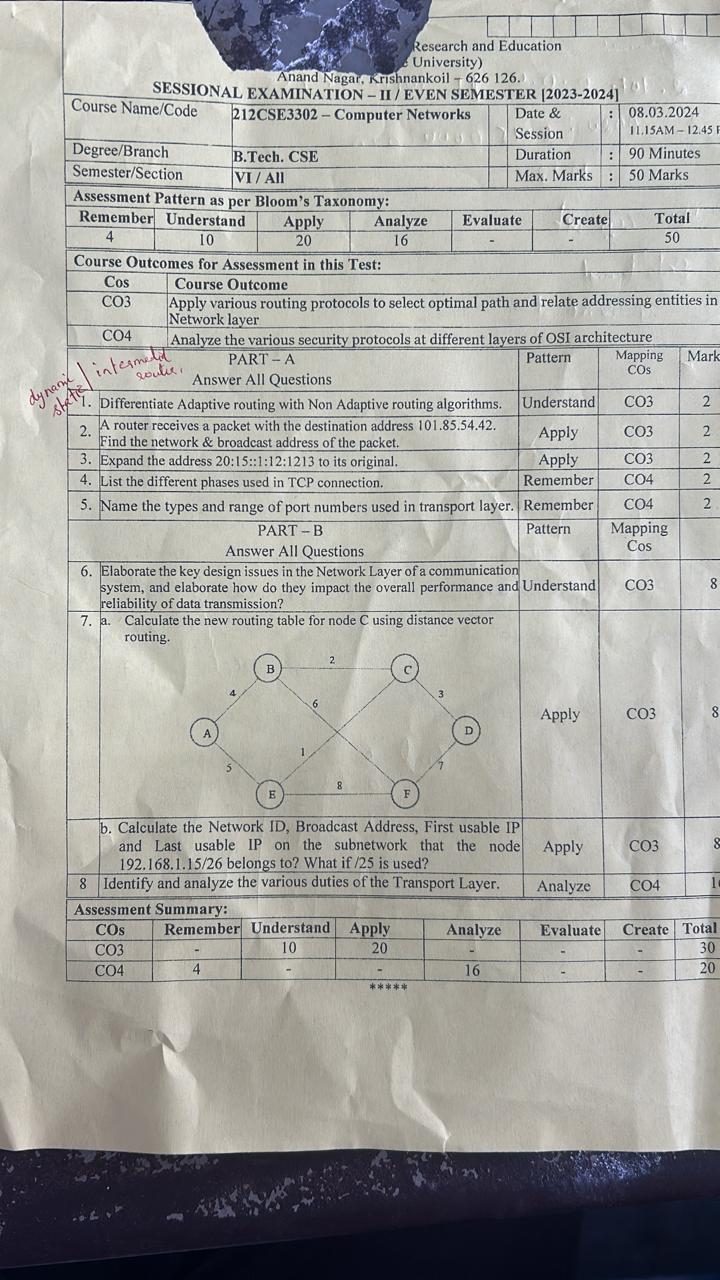 Research and Education
University)
Anand Nagar, Krishnankoil – 626 126.
SESSIONAL EXAMINATION – II / EVEN SEMESTER [2023-2024]
Course Name/Code 212CSE3302 – Computer Networks Date & Session : 08.03.2024 11.15AM – 12.45
Degree/Branch B.Tech. CSE Duration : 90 Minutes
Semester/Section VI / All Max. Marks : 50 Marks
Assessment Pattern as per Bloom's Taxonomy:
Remember Understand Apply Analyze Evaluate Create Total
4 10 20 16 - - 50
Course Outcomes for Assessment in this Test:
Cos Course Outcome
CO3 Apply various routing protocols to select optimal path and relate addressing entities in
Network layer
CO4 Analyze the various security protocols at different layers of OSI architecture
dynamic / intermediate
static router.
PART – A Pattern Mapping COs Mark
Answer All Questions
1. Differentiate Adaptive routing with Non Adaptive routing algorithms. Understand CO3 2
2. A router receives a packet with the destination address 101.85.54.42.
Find the network & broadcast address of the packet. Apply CO3 2
3. Expand the address 20:15::1:12:1213 to its original. Apply CO3 2
4. List the different phases used in TCP connection. Remember CO4 2
5. Name the types and range of port numbers used in transport layer. Remember CO4 2
PART – B Pattern Mapping Cos
Answer All Questions
6. Elaborate the key design issues in the Network Layer of a communication
system, and elaborate how do they impact the overall performance and Understand CO3 8
reliability of data transmission?
7. a. Calculate the new routing table for node C using distance vector
routing. Apply CO3 8
B 2 C
4 6 3
A D
1
5 7
E 8 F
b. Calculate the Network ID, Broadcast Address, First usable IP
and Last usable IP on the subnetwork that the node Apply CO3 8
192.168.1.15/26 belongs to? What if /25 is used?
8 Identify and analyze the various duties of the Transport Layer. Analyze CO4
Assessment Summary:
COs Remember Understand Apply Analyze Evaluate Create Total
CO3 - 10 20 - - - 30
CO4 4 - - 16 - - 20
*****